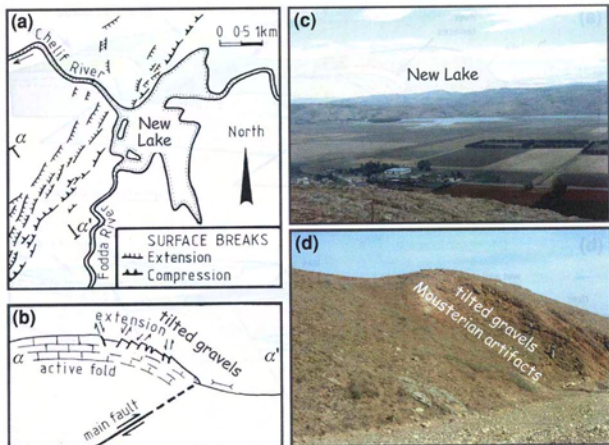 (a)
0 0·5 1km
Chelif River
New
Lake
North
α
α'
Fodda River
SURFACE BREAKS
Extension
Compression
(b)
extension
tilted gravels
α
α'
active fold
main fault
(c)
New Lake
(d)
tilted gravels
Mousterian artifacts